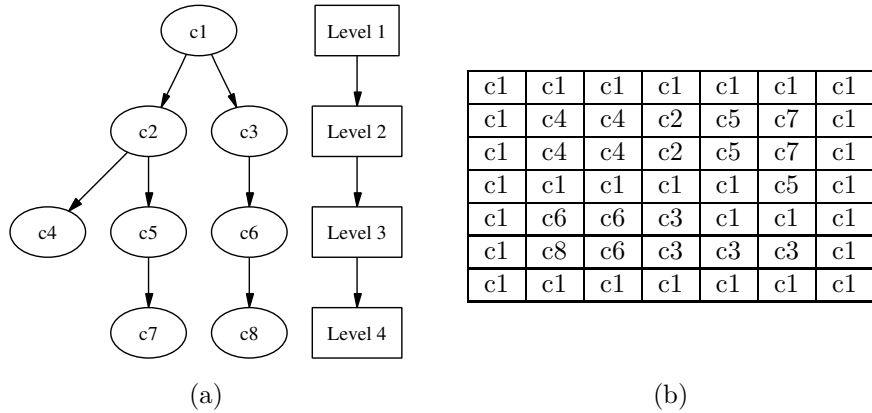 c1 Level 1
c2 c3 Level 2
c4 c5 c6 Level 3
c7 c8 Level 4
(a)
c1 c1 c1 c1 c1 c1 c1
c1 c4 c4 c2 c5 c7 c1
c1 c4 c4 c2 c5 c7 c1
c1 c1 c1 c1 c1 c5 c1
c1 c6 c6 c3 c1 c1 c1
c1 c8 c6 c3 c3 c3 c1
c1 c1 c1 c1 c1 c1 c1
(b)